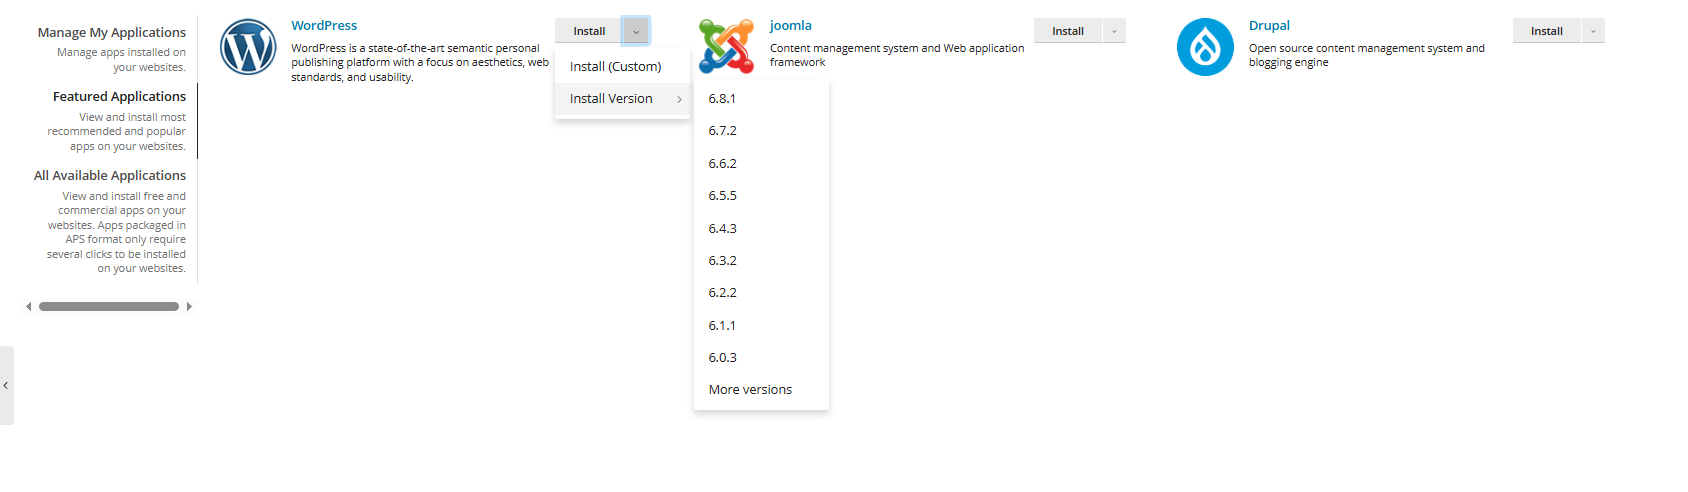 Manage My Applications
Manage apps installed on
your websites.
Featured Applications
View and install most
recommended and popular
apps on your websites.
All Available Applications
View and install free and
commercial apps on your
websites. Apps packaged in
APS format only require
several clicks to be installed
on your websites.
WordPress
WordPress is a state-of-the-art semantic personal
publishing platform with a focus on aesthetics, web
standards, and usability.
Install
Install (Custom)
Install Version
6.8.1
6.7.2
6.6.2
6.5.5
6.4.3
6.3.2
6.2.2
6.1.1
6.0.3
More versions
joomla
Content management system and Web application
framework
Install
Drupal
Open source content management system and
blogging engine
Install